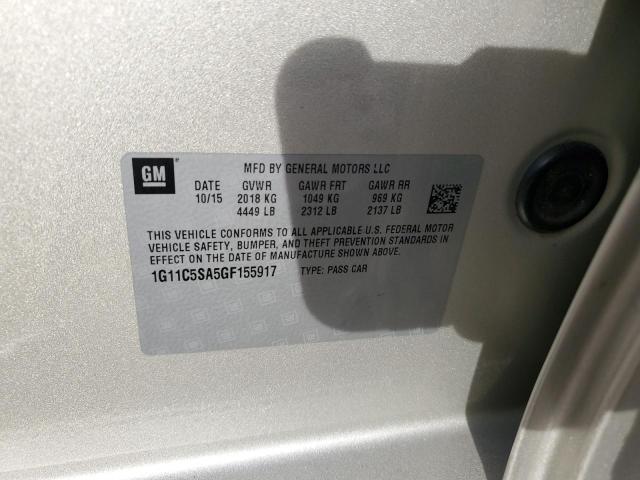 GM
MFD BY GENERAL MOTORS LLC
DATE GVWR GAWR FRT GAWR RR
10/15 2018 KG 1049 KG 969 KG
4449 LB 2312 LB 2137 LB
THIS VEHICLE CONFORMS TO ALL APPLICABLE U.S. FEDERAL MOTOR
VEHICLE SAFETY, BUMPER, AND THEFT PREVENTION STANDARDS IN
EFFECT ON THE DATE OF MANUFACTURE SHOWN ABOVE.
1G11C5SA5GF155917 TYPE: PASS CAR